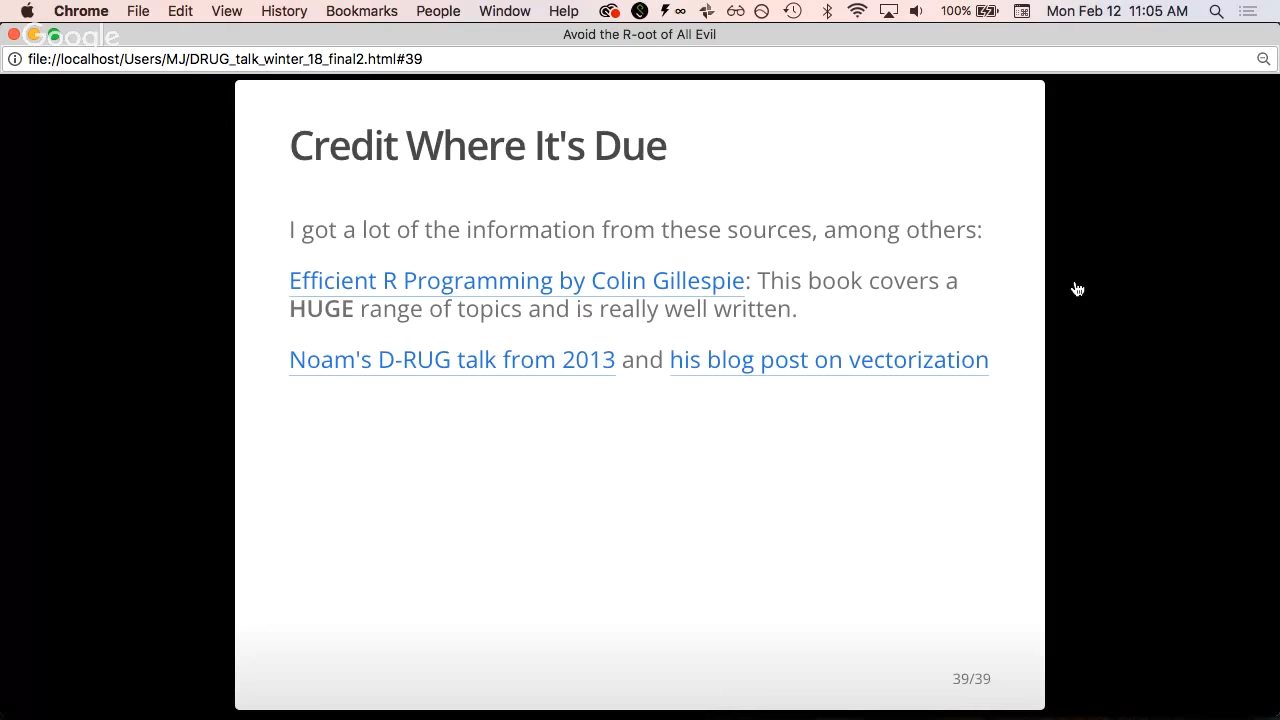 Chrome File Edit View History Bookmarks People Window Help 100% Mon Feb 12 11:05 AM
Google
Avoid the R-oot of All Evil
file://localhost/Users/MJ/DRUG_talk_winter_18_final2.html#39
Credit Where It's Due
I got a lot of the information from these sources, among others:
Efficient R Programming by Colin Gillespie: This book covers a
HUGE range of topics and is really well written.
Noam's D-RUG talk from 2013 and his blog post on vectorization
39/39